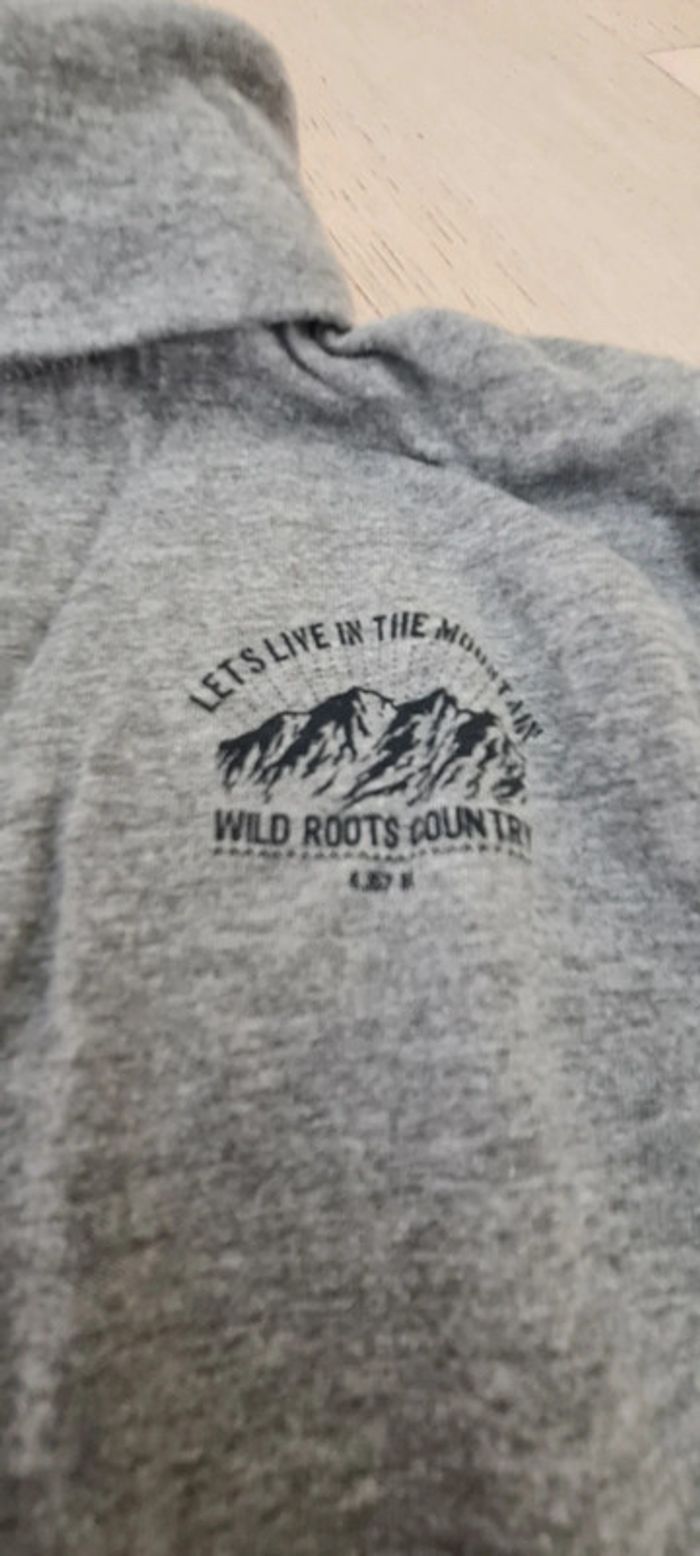 LETS LIVE IN THE MOUNTAIN
WILD ROOTS COUNTRY